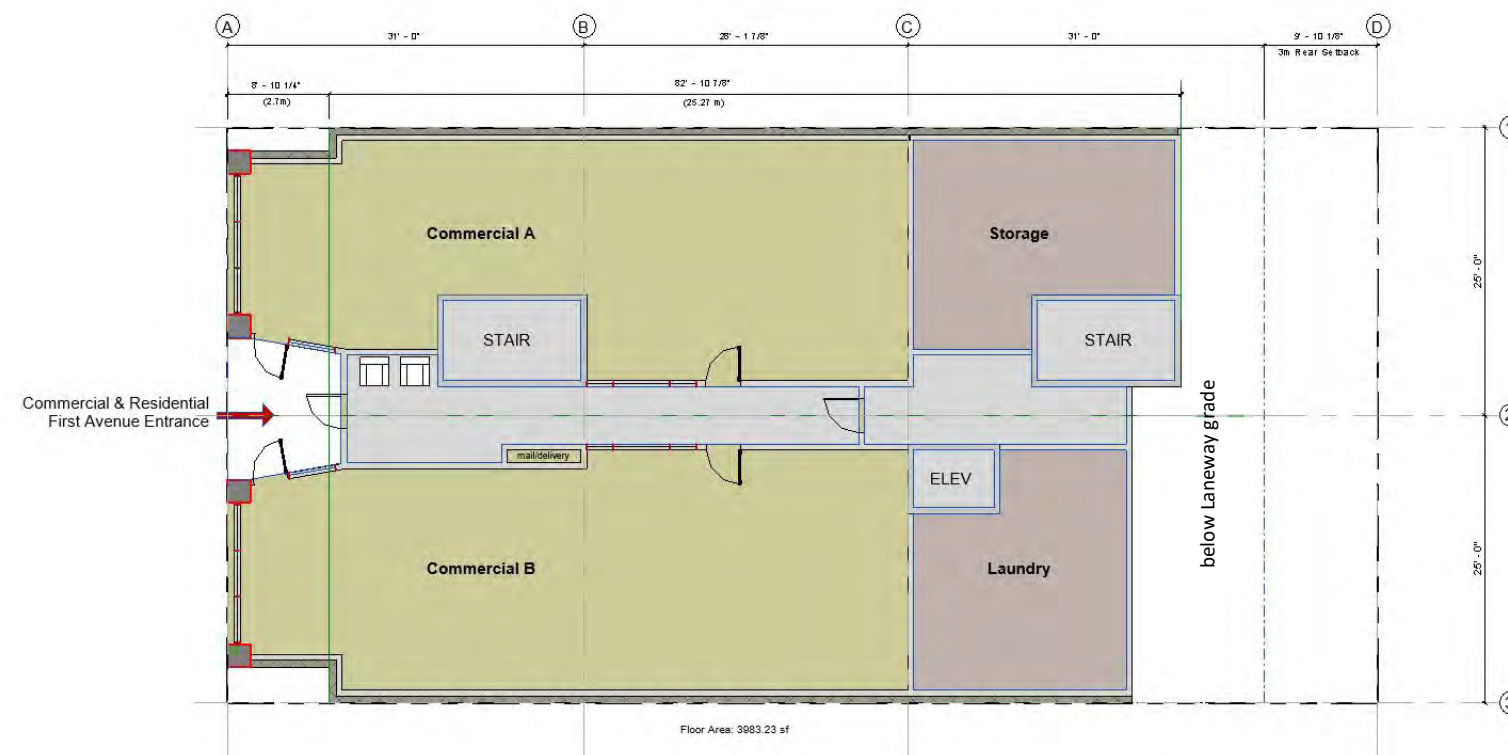 A
B
C
D
31' - 0"
28' - 1 7/8"
31' - 0"
9' - 10 1/8"
3m Rear Setback
8' - 10 1/4"
(2.7m)
82' - 10 7/8"
(25.27 m)
25' - 0"
Commercial A
Storage
STAIR
STAIR
Commercial & Residential
First Avenue Entrance
2
mail/delivery
ELEV
below Laneway grade
Commercial B
Laundry
25' - 0"
Floor Area: 3983.23 sf